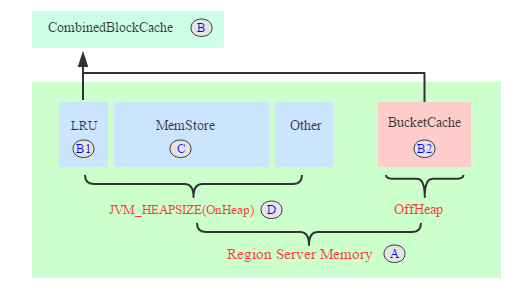 CombinedBlockCache B
LRU MemStore Other BucketCache
B1 C B2
JVM_HEAPSIZE(OnHeap) D OffHeap
Region Server Memory A